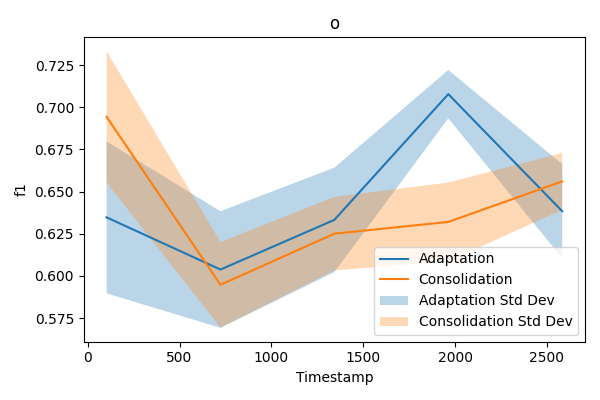 o
f1
0.725
0.700
0.675
0.650
0.625
0.600
0.575
0
500
1000
1500
2000
2500
Timestamp
Adaptation
Consolidation
Adaptation Std Dev
Consolidation Std Dev